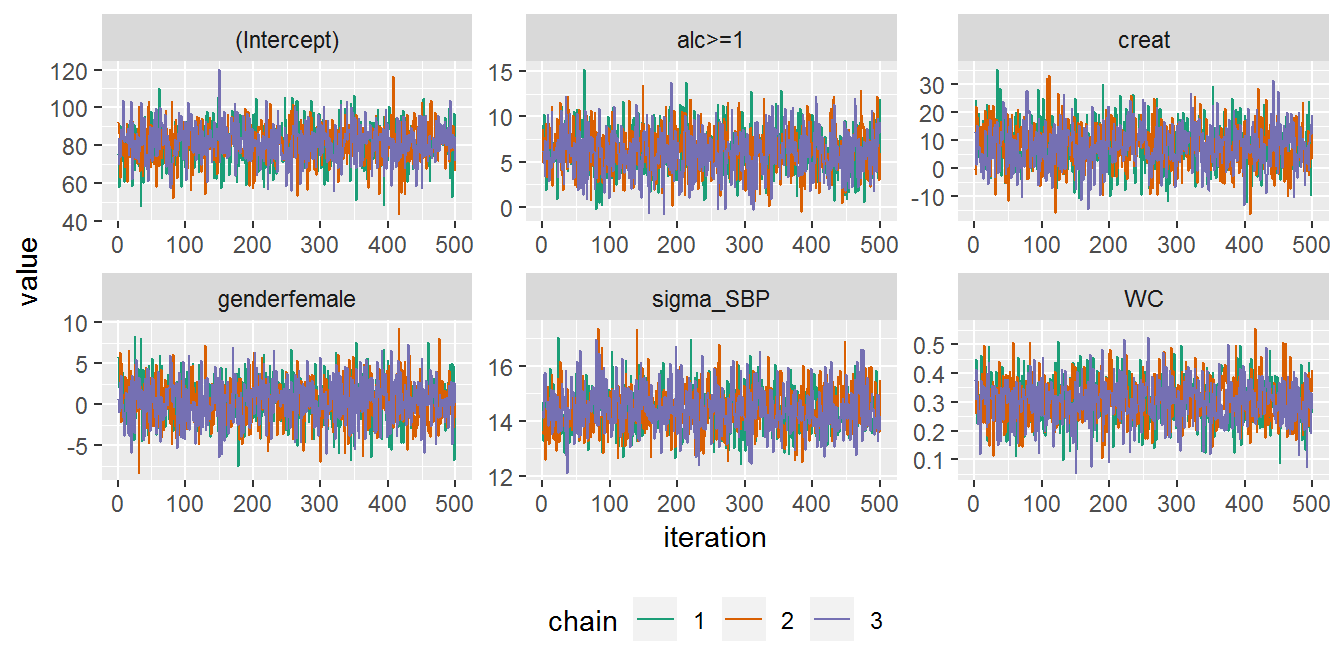 (Intercept) alc>=1 creat
120 15 30
100 10 20
80 5 10
60 0 0
40 -10
0 100 200 300 400 500 0 100 200 300 400 500 0 100 200 300 400 500
value
genderfemale sigma_SBP WC
10 16 0.5
5 14 0.4
0 12 0.3
-5 0.2
0.1
0 100 200 300 400 500 0 100 200 300 400 500 0 100 200 300 400 500
iteration
chain 1 2 3